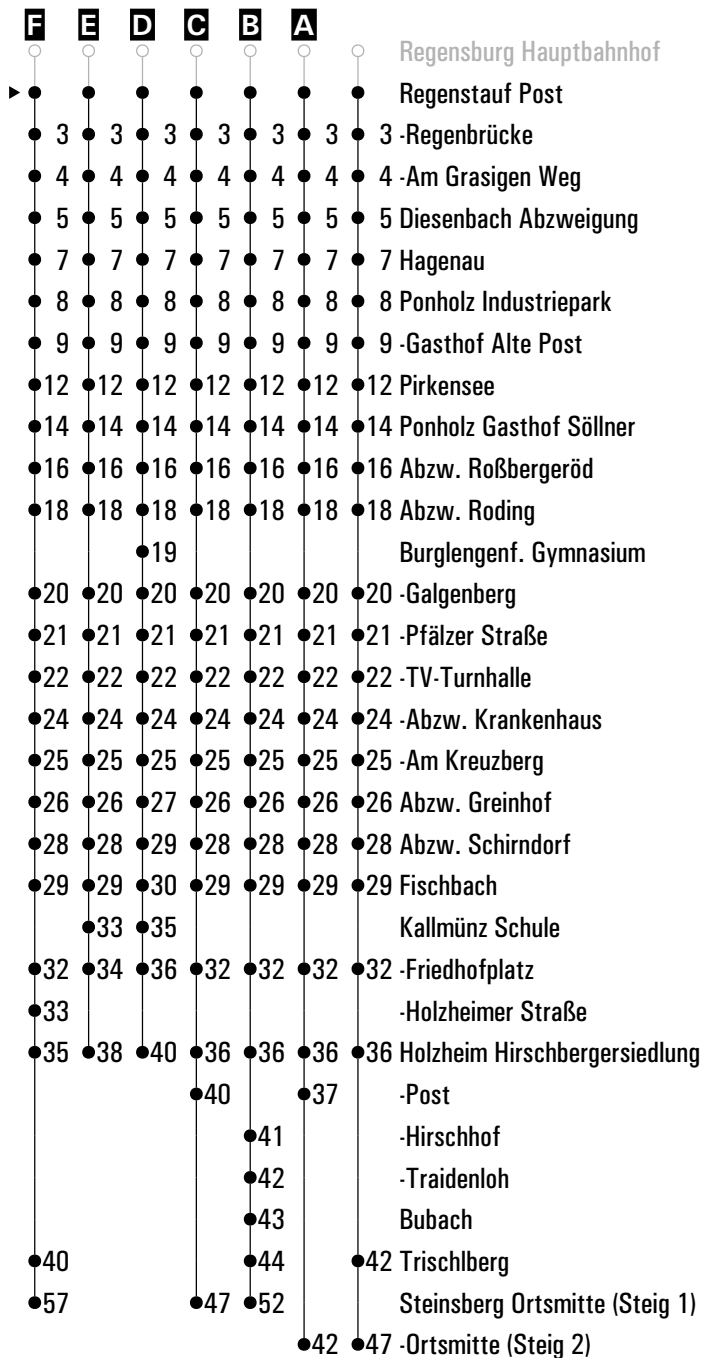 F E D C B A
Regensburg Hauptbahnhof
Regenstauf Post
3 3 3 3 3 3 3 -Regenbrücke
4 4 4 4 4 4 4 -Am Grasigen Weg
5 5 5 5 5 5 5 Diesenbach Abzweigung
7 7 7 7 7 7 7 Hagenau
8 8 8 8 8 8 8 Ponholz Industriepark
9 9 9 9 9 9 9 -Gasthof Alte Post
12 12 12 12 12 12 12 Pirkensee
14 14 14 14 14 14 14 Ponholz Gasthof Söllner
16 16 16 16 16 16 16 Abzw. Roßbergeröd
18 18 18 18 18 18 18 Abzw. Roding
19 Burglengenf. Gymnasium
20 20 20 20 20 20 20 -Galgenberg
21 21 21 21 21 21 21 -Pfälzer Straße
22 22 22 22 22 22 22 -TV-Turnhalle
24 24 24 24 24 24 24 -Abzw. Krankenhaus
25 25 25 25 25 25 25 -Am Kreuzberg
26 26 27 26 26 26 26 Abzw. Greinhof
28 28 29 28 28 28 28 Abzw. Schirndorf
29 29 30 29 29 29 29 Fischbach
33 35 Kallmünz Schule
32 34 36 32 32 32 32 -Friedhofplatz
33 -Holzheimer Straße
35 38 40 36 36 36 36 Holzheim Hirschbergersiedlung
40 37 -Post
41 -Hirschhof
42 -Traidenloh
43 Bubach
40 44 42 Trischlberg
57 47 52 Steinsberg Ortsmitte (Steig 1)
42 47 -Ortsmitte (Steig 2)